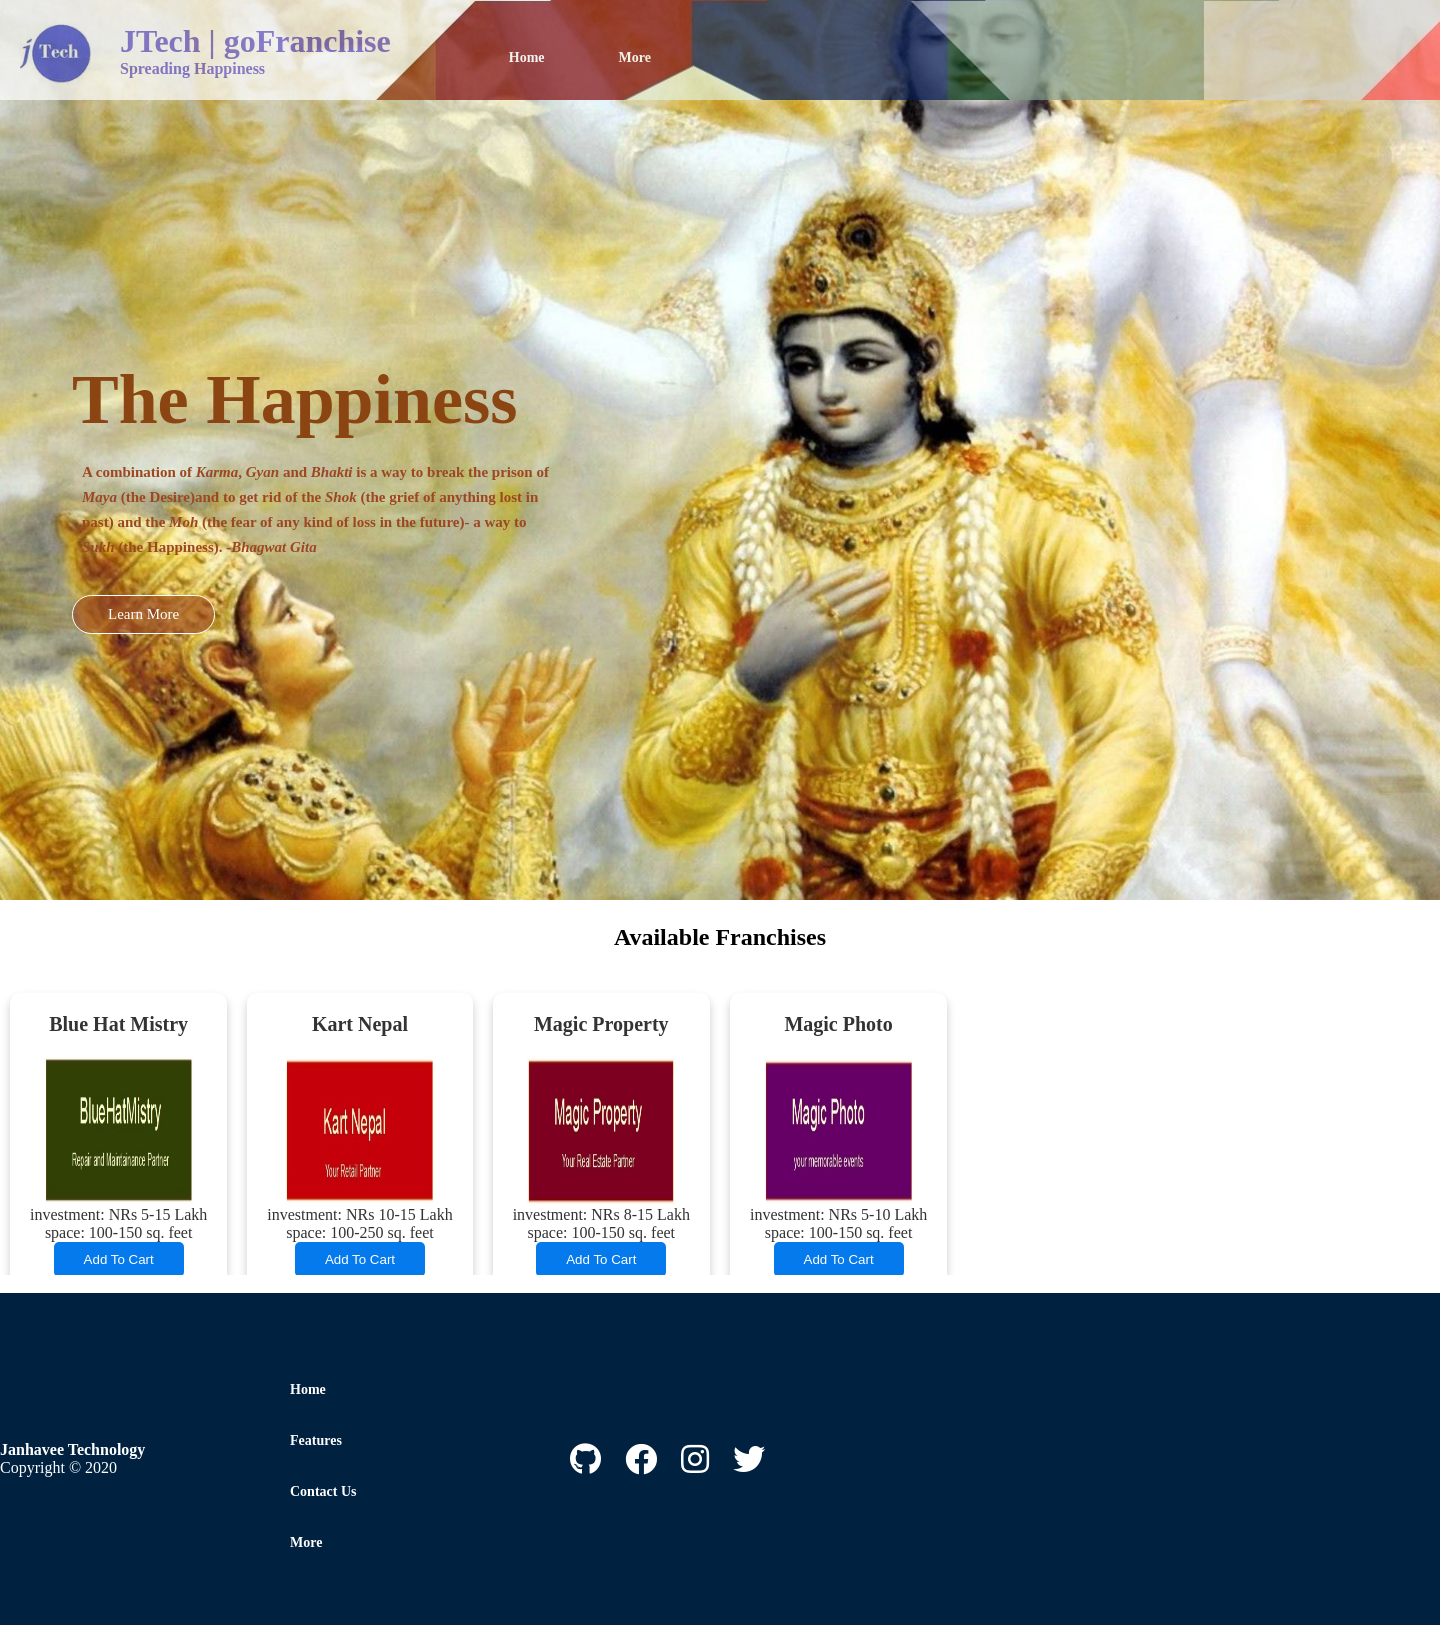 jTech
JTech | goFranchise
Spreading Happiness
Home
More
The Happiness
A combination of Karma, Gyan and Bhakti is a way to break the prison of
Maya (the Desire)and to get rid of the Shok (the grief of anything lost in
past) and the Moh (the fear of any kind of loss in the future)- a way to
Sukh (the Happiness). -Bhagwat Gita
Learn More
Available Franchises
Blue Hat Mistry
BlueHatMistry
Repair and Maintainance Partner
investment: NRs 5-15 Lakh
space: 100-150 sq. feet
Add To Cart
Kart Nepal
Kart Nepal
Your Retail Partner
investment: NRs 10-15 Lakh
space: 100-250 sq. feet
Add To Cart
Magic Property
Magic Property
Your Real Estate Partner
investment: NRs 8-15 Lakh
space: 100-150 sq. feet
Add To Cart
Magic Photo
Magic Photo
your memorable events
investment: NRs 5-10 Lakh
space: 100-150 sq. feet
Add To Cart
Janhavee Technology
Copyright © 2020
Home
Features
Contact Us
More